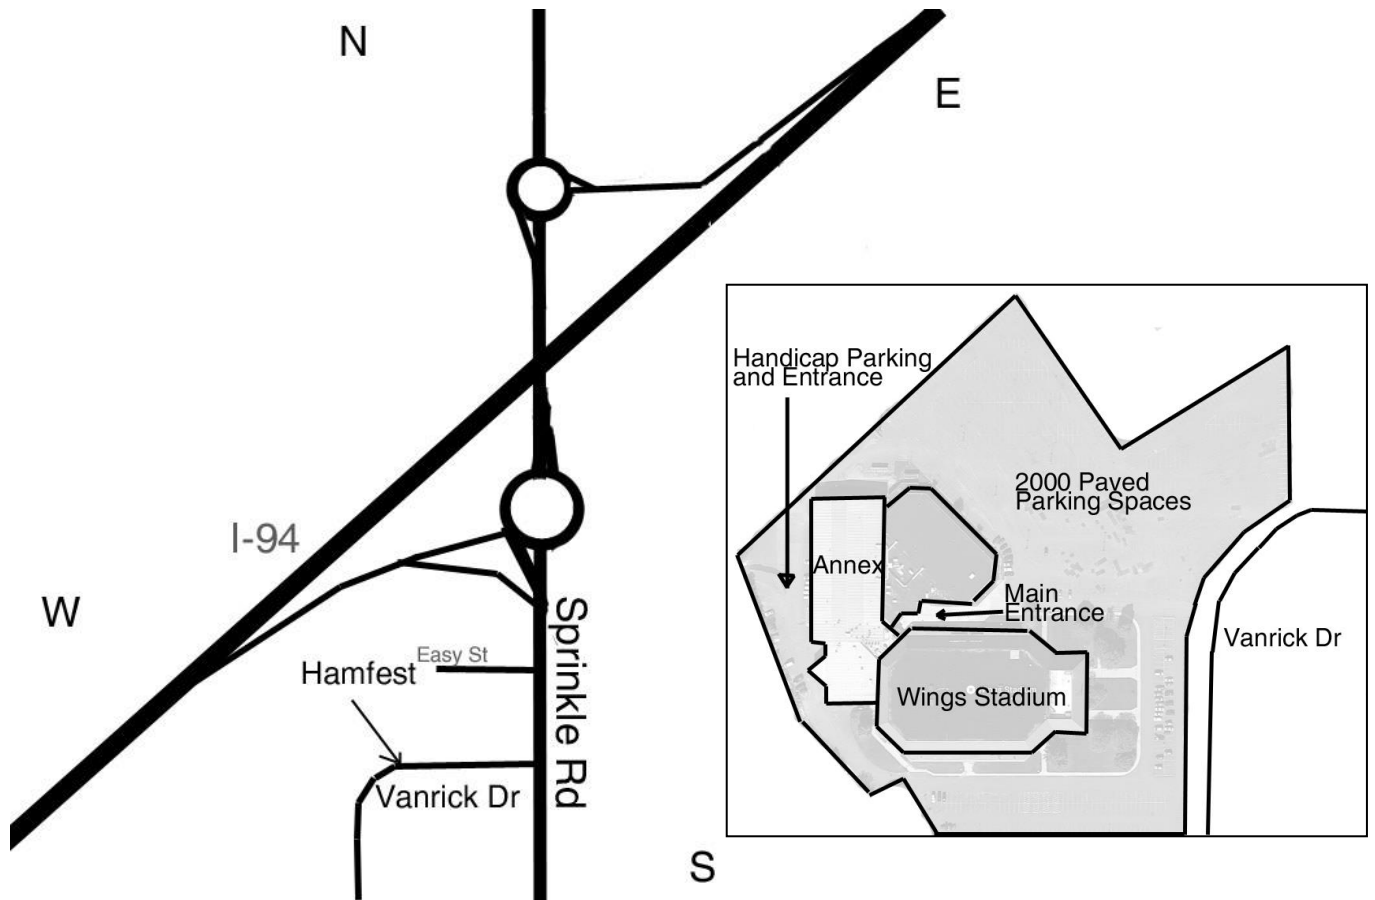 N
E
Handicap Parking
and Entrance
2000 Paved
Parking Spaces
I-94
Annex
Main
Entrance
W
Sprinkle Rd
Vanrick Dr
Easy St
Hamfest
Wings Stadium
Vanrick Dr
S